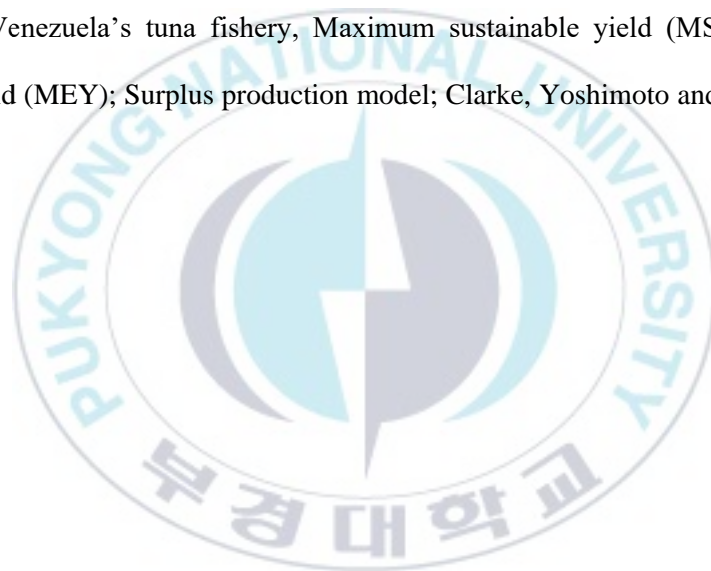 Venezuela’s tuna fishery, Maximum sustainable yield (MS
d (MEY); Surplus production model; Clarke, Yoshimoto and
PUKYONG NATIONAL UNIVERSITY
부경대학교